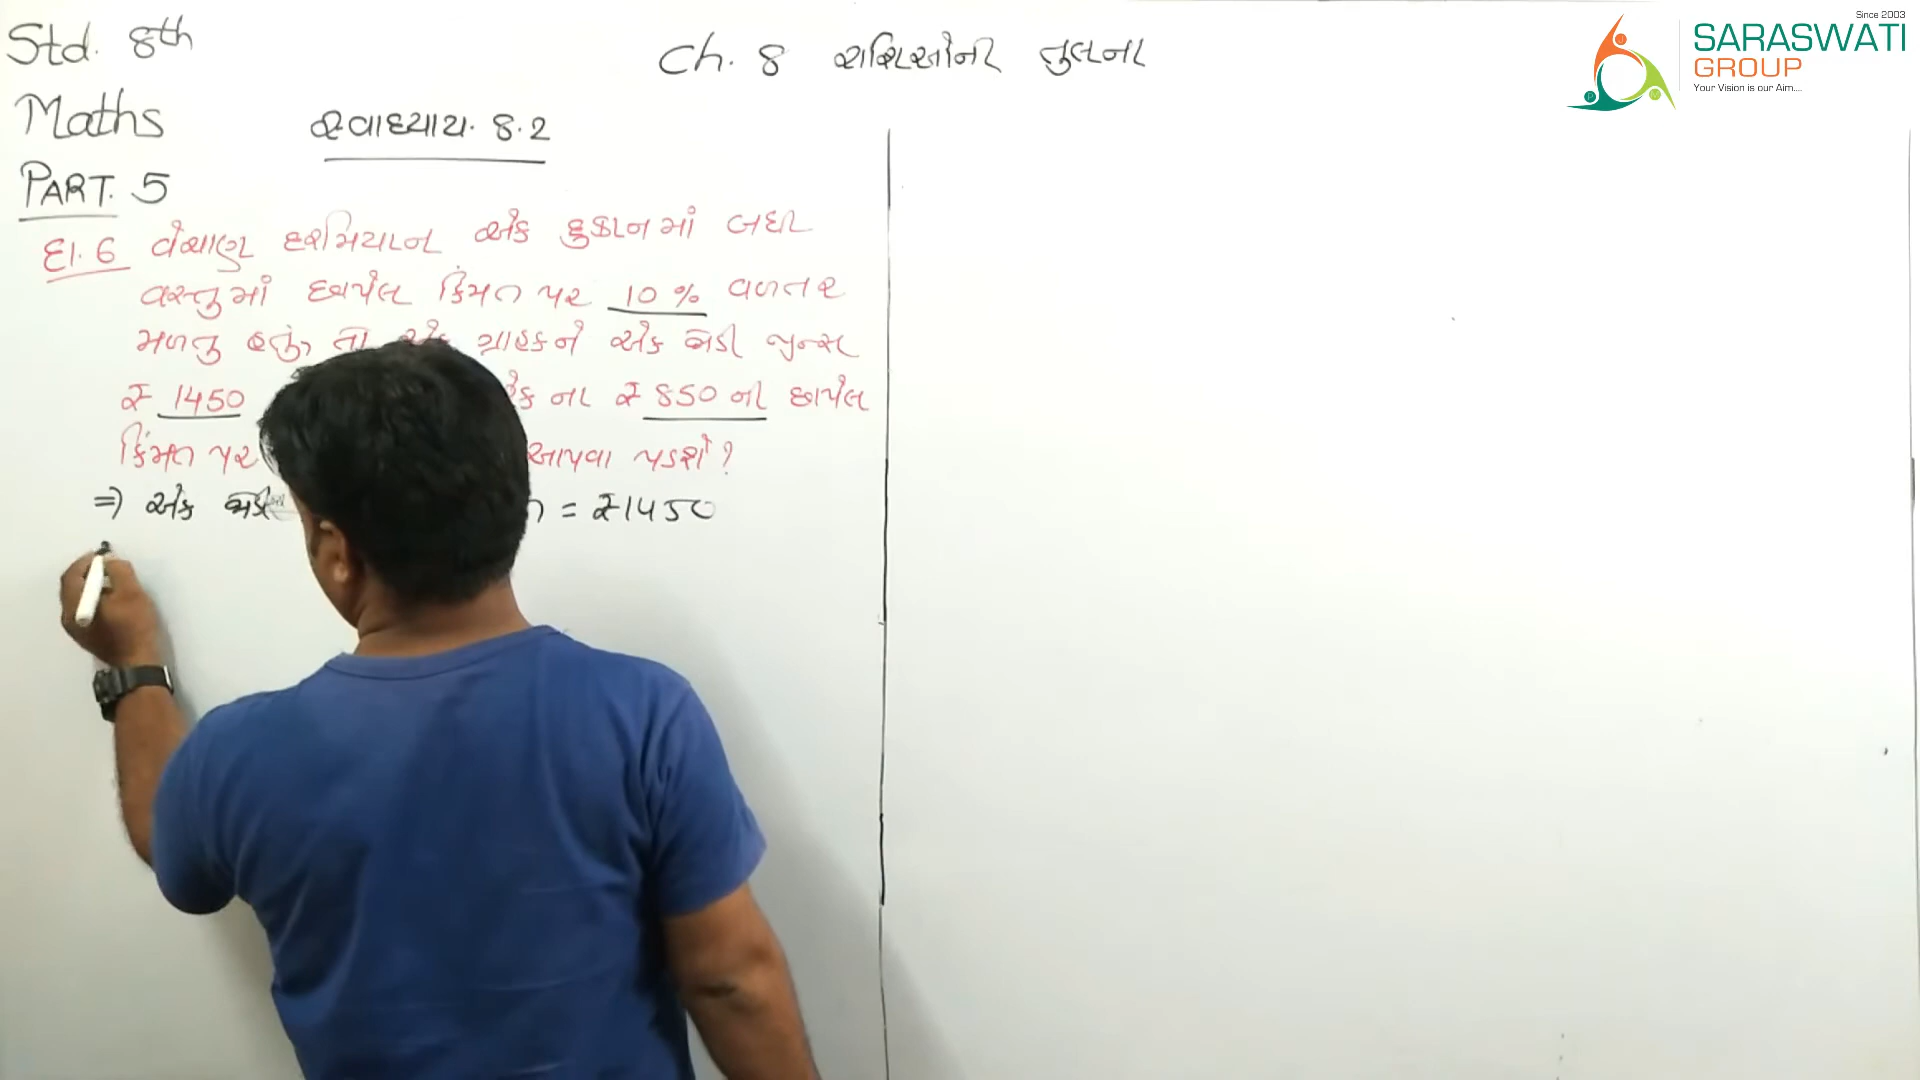 Std. 8th
Ch. 8 રાશિઓની તુલના
Since 2003
SARASWATI
GROUP
Your Vision is our Aim....
Maths
સ્વાધ્યાય. 8.2
PART. 5
દા. 6 વેચાણ દરમિયાન એક દુકાનમાં બધી
વસ્તુમાં છાપેલ કિંમત પર 10 % વળતર
મળતુ હતું, તો એક ગ્રાહકને એક જોડી જીન્સ
₹ 1450 ના ₹ 850 ની છાપેલ
કિંમત પર આપવા પડશે ?
⇒ એક જોડી = ₹ 1450